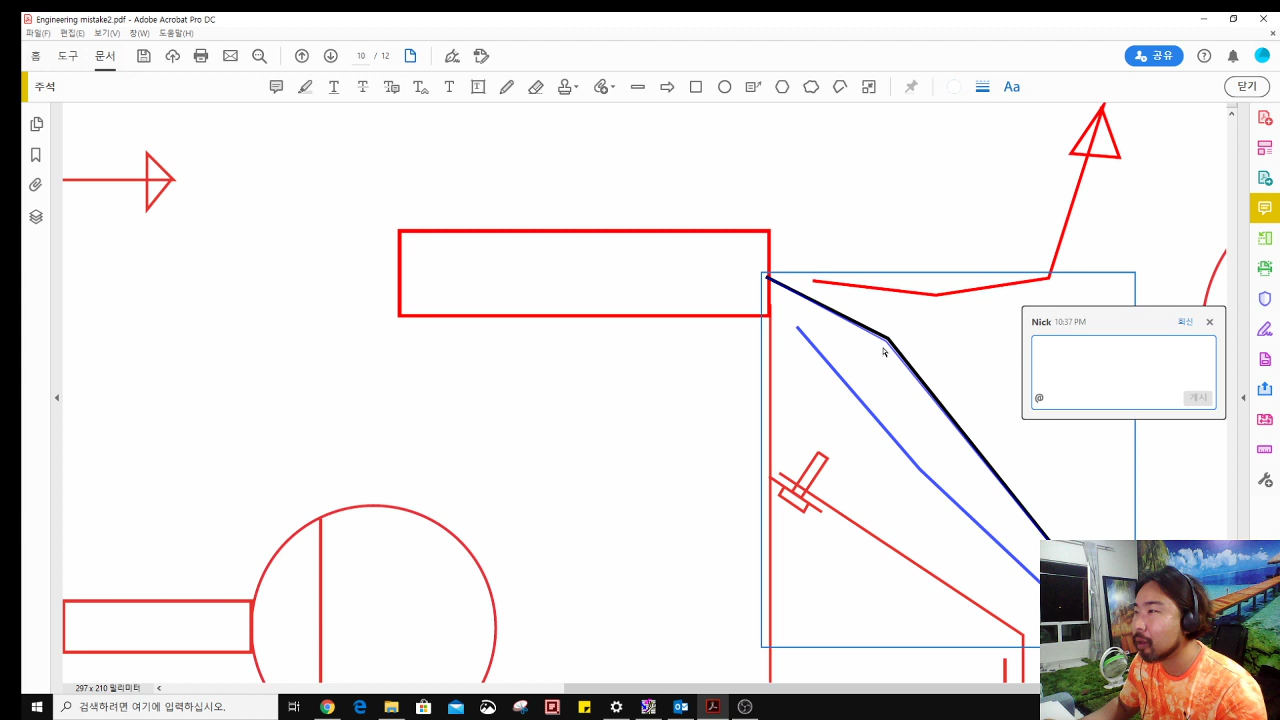 Engineering mistake2.pdf - Adobe Acrobat Pro DC
파일(F) 편집(E) 보기(V) 창(W) 도움말(H)
홈 도구 문서 10 / 12 공유
주석 T T T T Aa 닫기
Nick 10:37 PM 회신
@ 게시
297 x 210 밀리미터
검색하려면 여기에 입력하십시오.